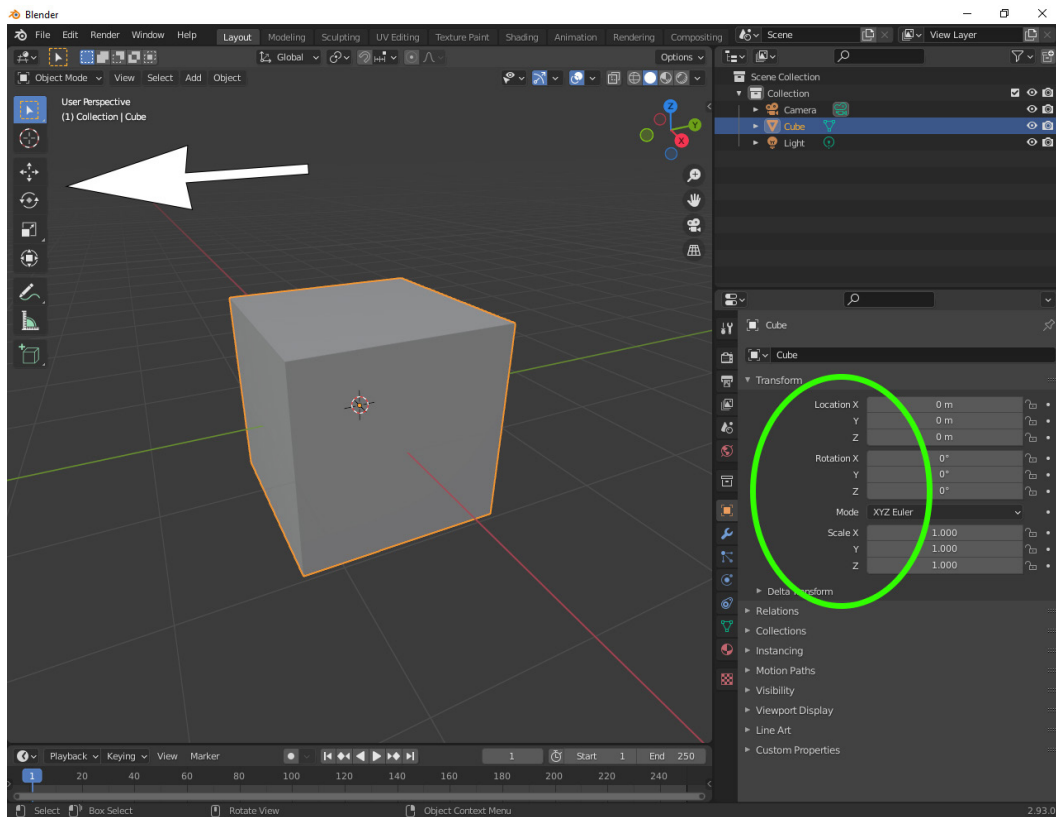 Blender
File Edit Render Window Help Layout Modeling Sculpting UV Editing Texture Paint Shading Animation Rendering Compositing Scene View Layer
Global Options
Object Mode View Select Add Object
User Perspective
(1) Collection | Cube
Z
Y
X
Scene Collection
Collection
Camera
Cube
Light
Cube
Cube
Transform
Location X 0 m
Y 0 m
Z 0 m
Rotation X 0°
Y 0°
Z 0°
Mode XYZ Euler
Scale X 1.000
Y 1.000
Z 1.000
Delta Transform
Relations
Collections
Instancing
Motion Paths
Visibility
Viewport Display
Line Art
Custom Properties
Playback Keying View Marker 1 Start 1 End 250
1 20 40 60 80 100 120 140 160 180 200 220 240
Select Box Select Rotate View Object Context Menu 2.93.0